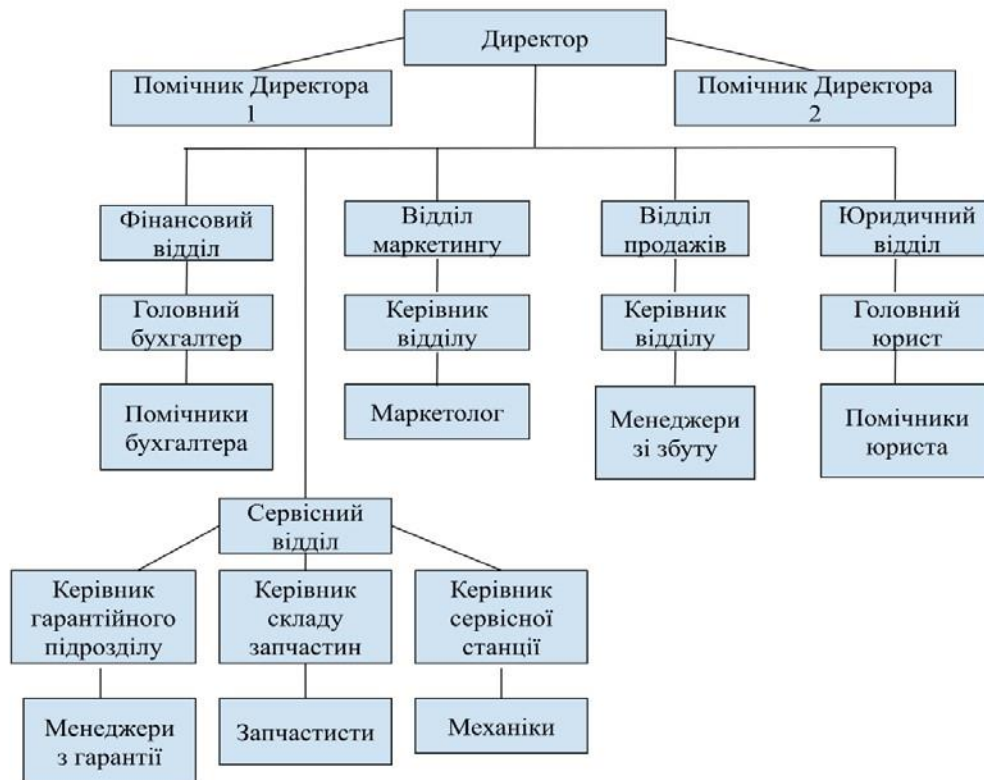 Директор
Помічник Директора
1
Помічник Директора
2
Фінансовий
відділ
Відділ
маркетингу
Відділ
продажів
Юридичний
відділ
Головний
бухгалтер
Керівник
відділу
Керівник
відділу
Головний
юрист
Помічники
бухгалтера
Маркетолог
Менеджери
зі збуту
Помічники
юриста
Сервісний
відділ
Керівник
гарантійного
підрозділу
Керівник
складу
запчастин
Керівник
сервісної
станції
Менеджери
з гарантії
Запчастисти
Механіки